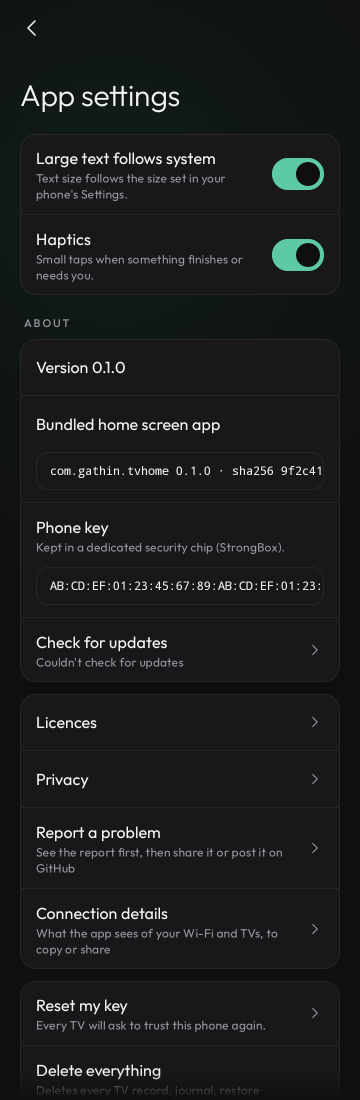 App settings
Large text follows system
Text size follows the size set in your
phone's Settings.
Haptics
Small taps when something finishes or
needs you.
ABOUT
Version 0.1.0
Bundled home screen app
com.gathin.tvhome 0.1.0 · sha256 9f2c41
Phone key
Kept in a dedicated security chip (StrongBox).
AB:CD:EF:01:23:45:67:89:AB:CD:EF:01:23:
Check for updates
Couldn't check for updates
Licences
Privacy
Report a problem
See the report first, then share it or post it on
GitHub
Connection details
What the app sees of your Wi-Fi and TVs, to
copy or share
Reset my key
Every TV will ask to trust this phone again.
Delete everything
Deletes every TV record, journal, restore